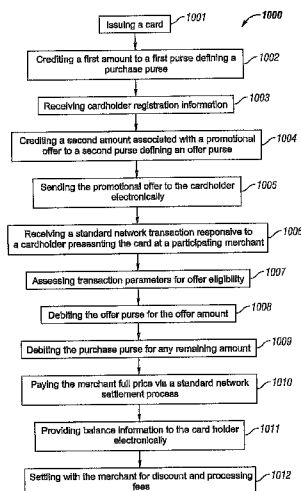 1000
Issuing a card
1001
Crediting a first amount to a first purse defining a
purchase purse
1002
Receiving cardholder registration information
1003
Crediting a second amount associated with a promotional
offer to a second purse defining an offer purse
1004
Sending the promotional offer to the cardholder
electronically
1005
Receiving a standard network transaction responsive to
a cardholder presesnting the card at a participating merchant
1006
Assessing transaction parameters for offer eligibility
1007
Debiting the offer purse for the offer amount
1008
Debiting the purchase purse for any remaining amount
1009
Paying the merchant full price via a standard network
settlement process
1010
Providing balance information to the card holder
electronically
1011
Settling with the merchant for discount and processing
fees
1012